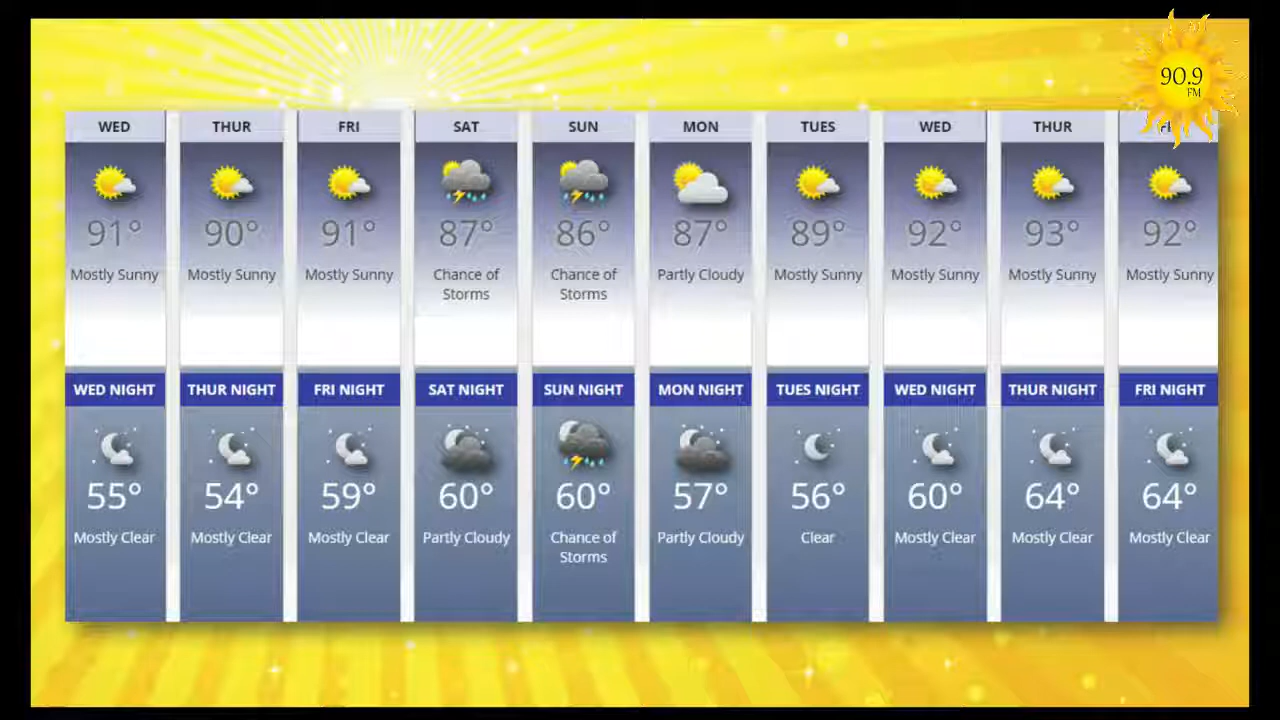 90.9
FM
WED THUR FRI SAT SUN MON TUES WED THUR
91° 90° 91° 87° 86° 87° 89° 92° 93° 92°
Mostly Sunny Mostly Sunny Mostly Sunny Chance of Chance of Partly Cloudy Mostly Sunny Mostly Sunny Mostly Sunny Mostly Sunny
Storms Storms
WED NIGHT THUR NIGHT FRI NIGHT SAT NIGHT SUN NIGHT MON NIGHT TUES NIGHT WED NIGHT THUR NIGHT FRI NIGHT
55° 54° 59° 60° 60° 57° 56° 60° 64° 64°
Mostly Clear Mostly Clear Mostly Clear Partly Cloudy Chance of Partly Cloudy Clear Mostly Clear Mostly Clear Mostly Clear
Storms